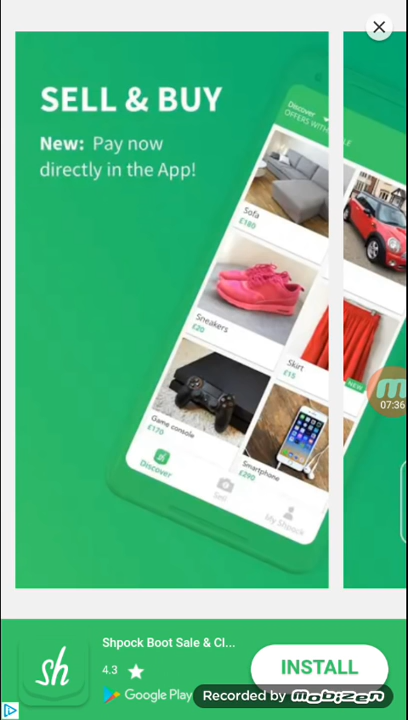 SELL & BUY
New: Pay now
directly in the App!
Discover
OFFERS WITH
Sofa
£180
Sneakers
£20
Skirt
£15
NEW
Game console
£170
Smartphone
£290
Discover
Sell
My Shpock
07:36
sh
Shpock Boot Sale & Cl...
4.3
INSTALL
Google Play
Recorded by mobizen